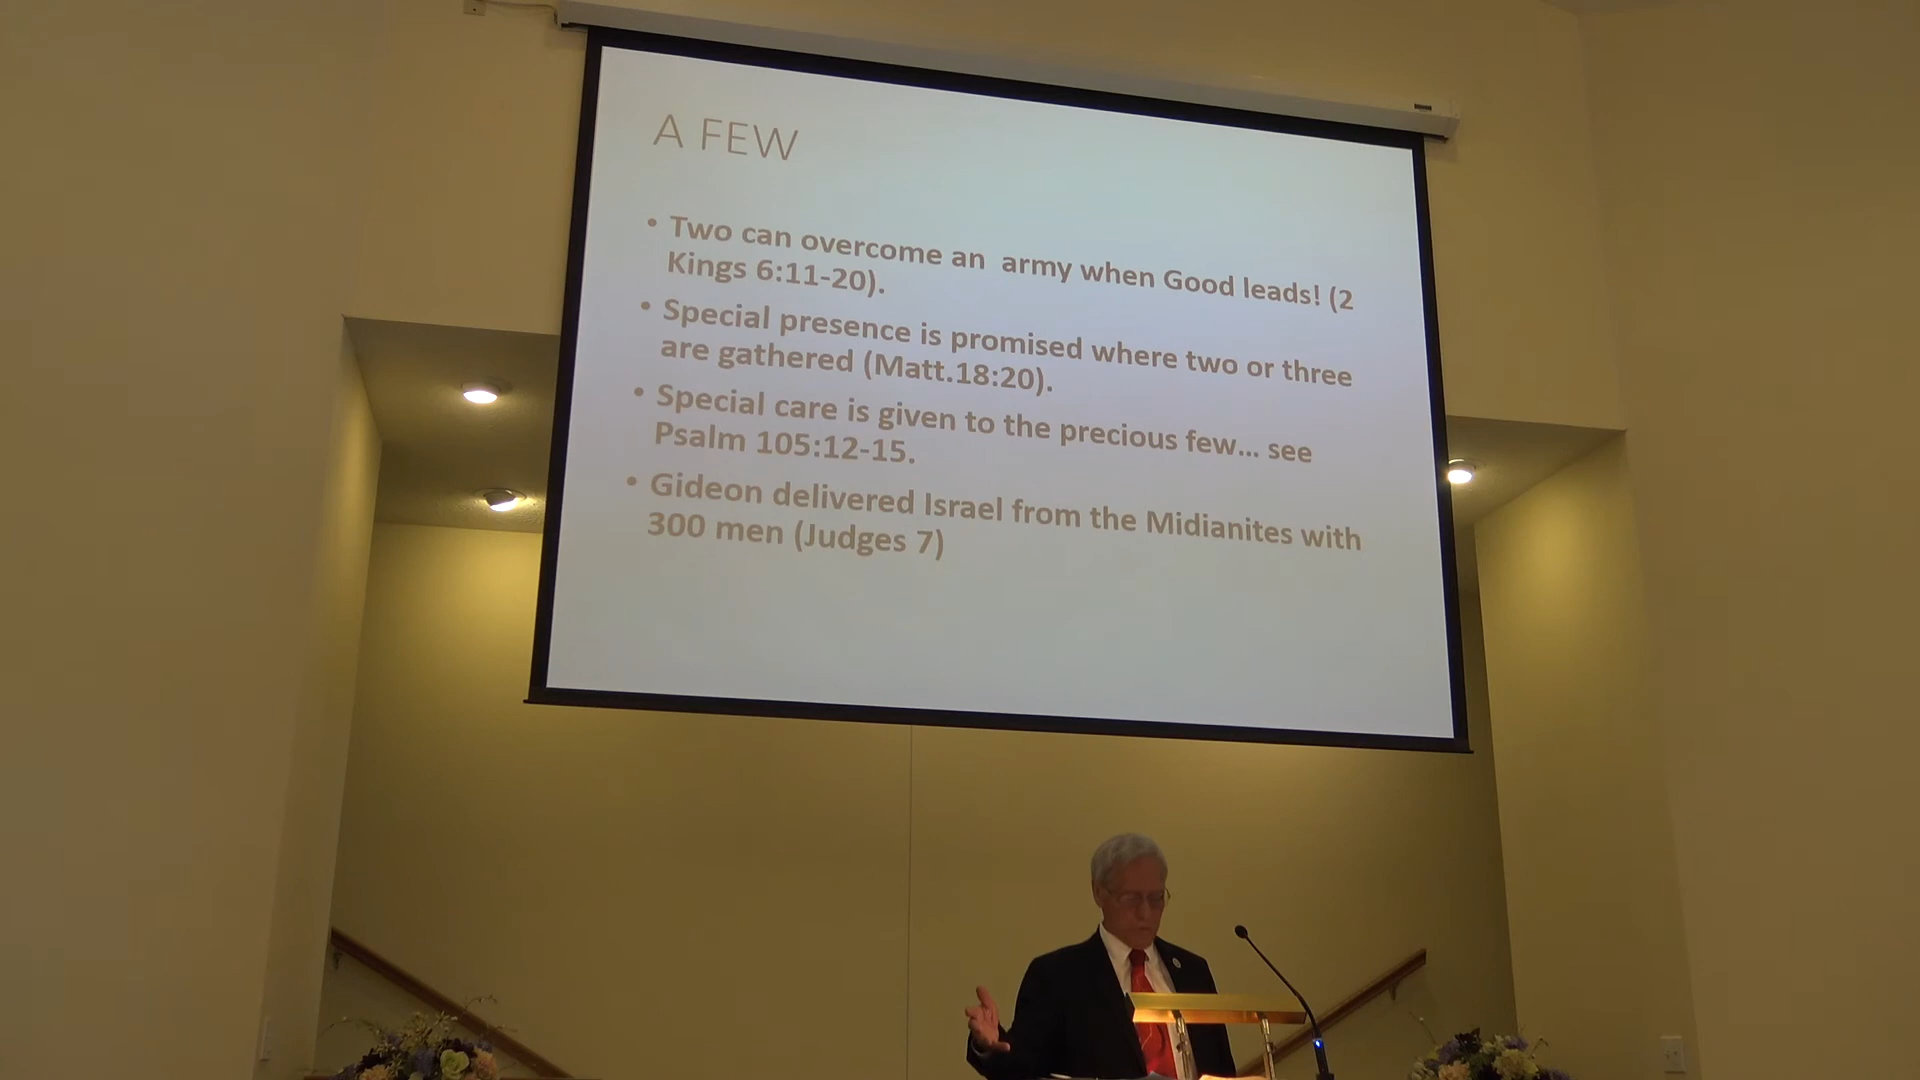 A FEW
• Two can overcome an  army when Good leads! (2
Kings 6:11-20).
• Special presence is promised where two or three
are gathered (Matt.18:20).
• Special care is given to the precious few... see
Psalm 105:12-15.
• Gideon delivered Israel from the Midianites with
300 men (Judges 7)